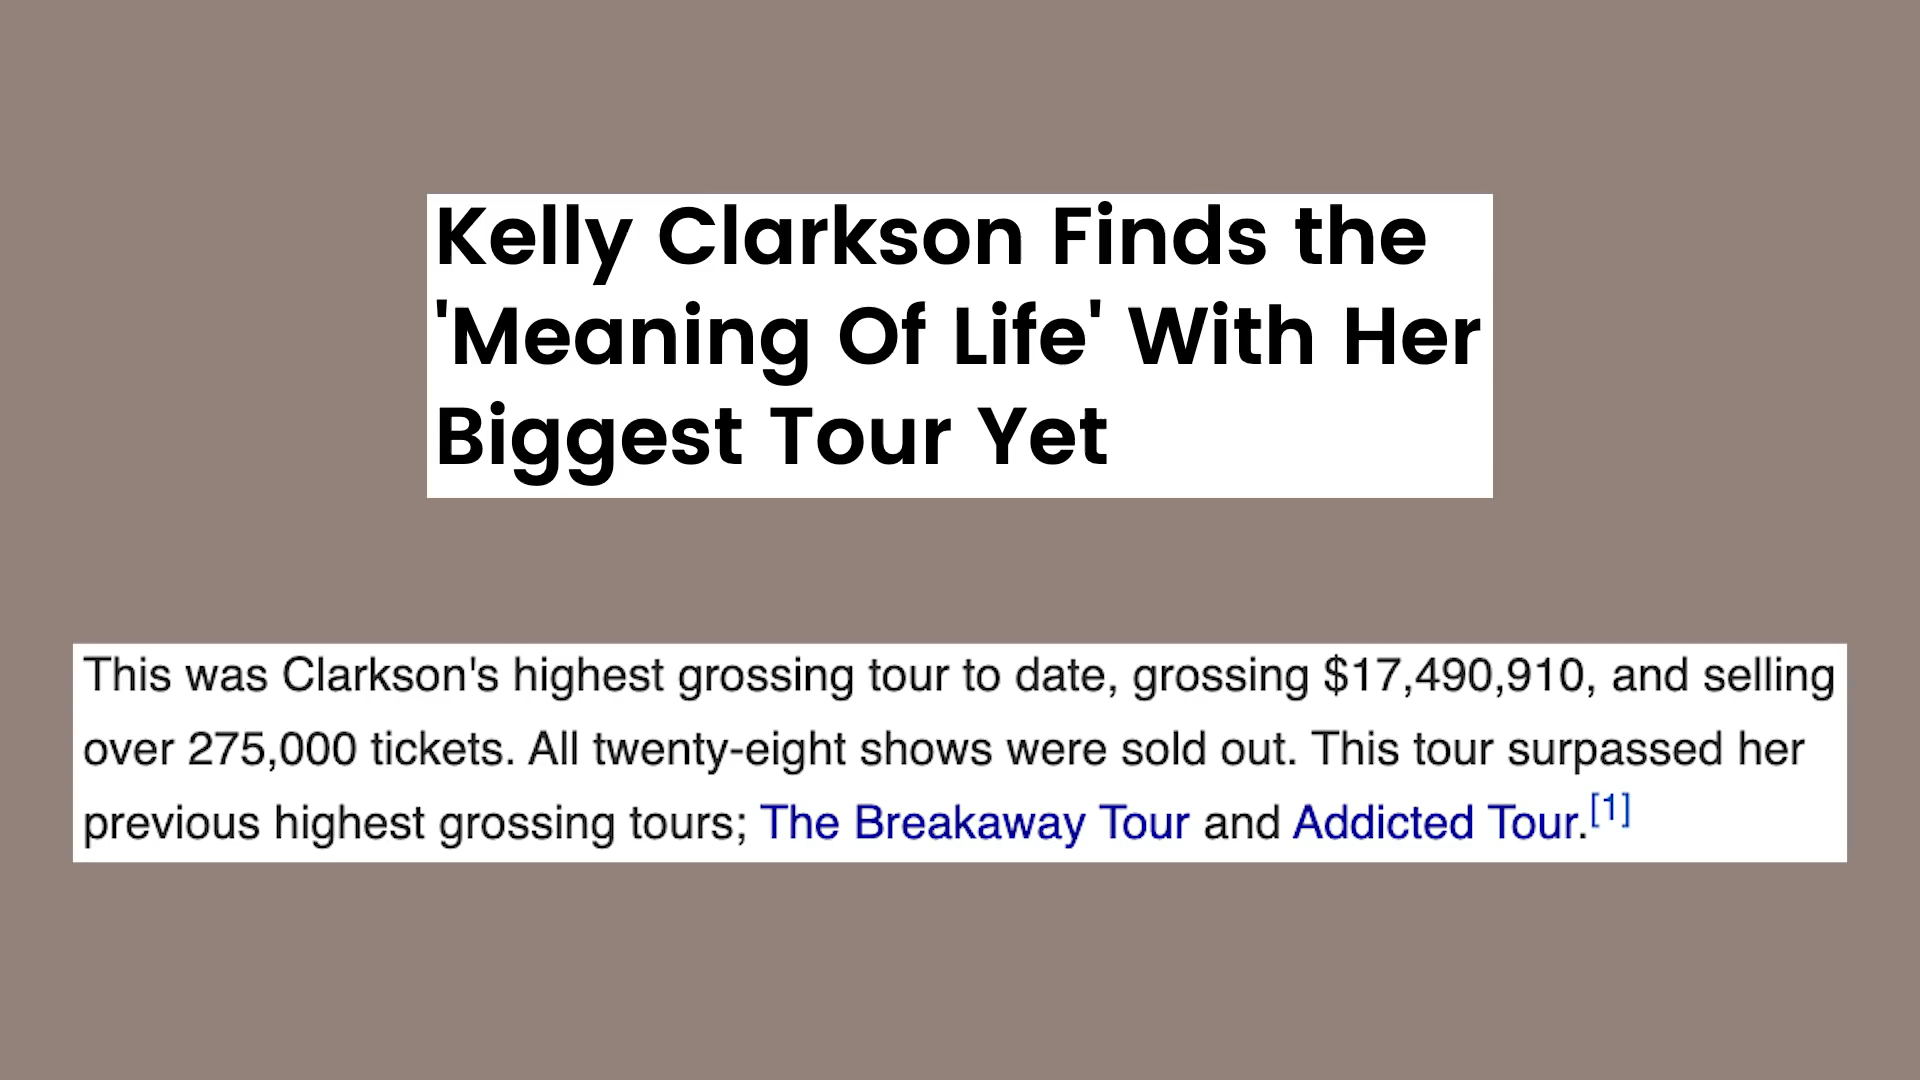 Kelly Clarkson Finds the
'Meaning Of Life' With Her
Biggest Tour Yet
This was Clarkson's highest grossing tour to date, grossing $17,490,910, and selling
over 275,000 tickets. All twenty-eight shows were sold out. This tour surpassed her
previous highest grossing tours; The Breakaway Tour and Addicted Tour.[1]